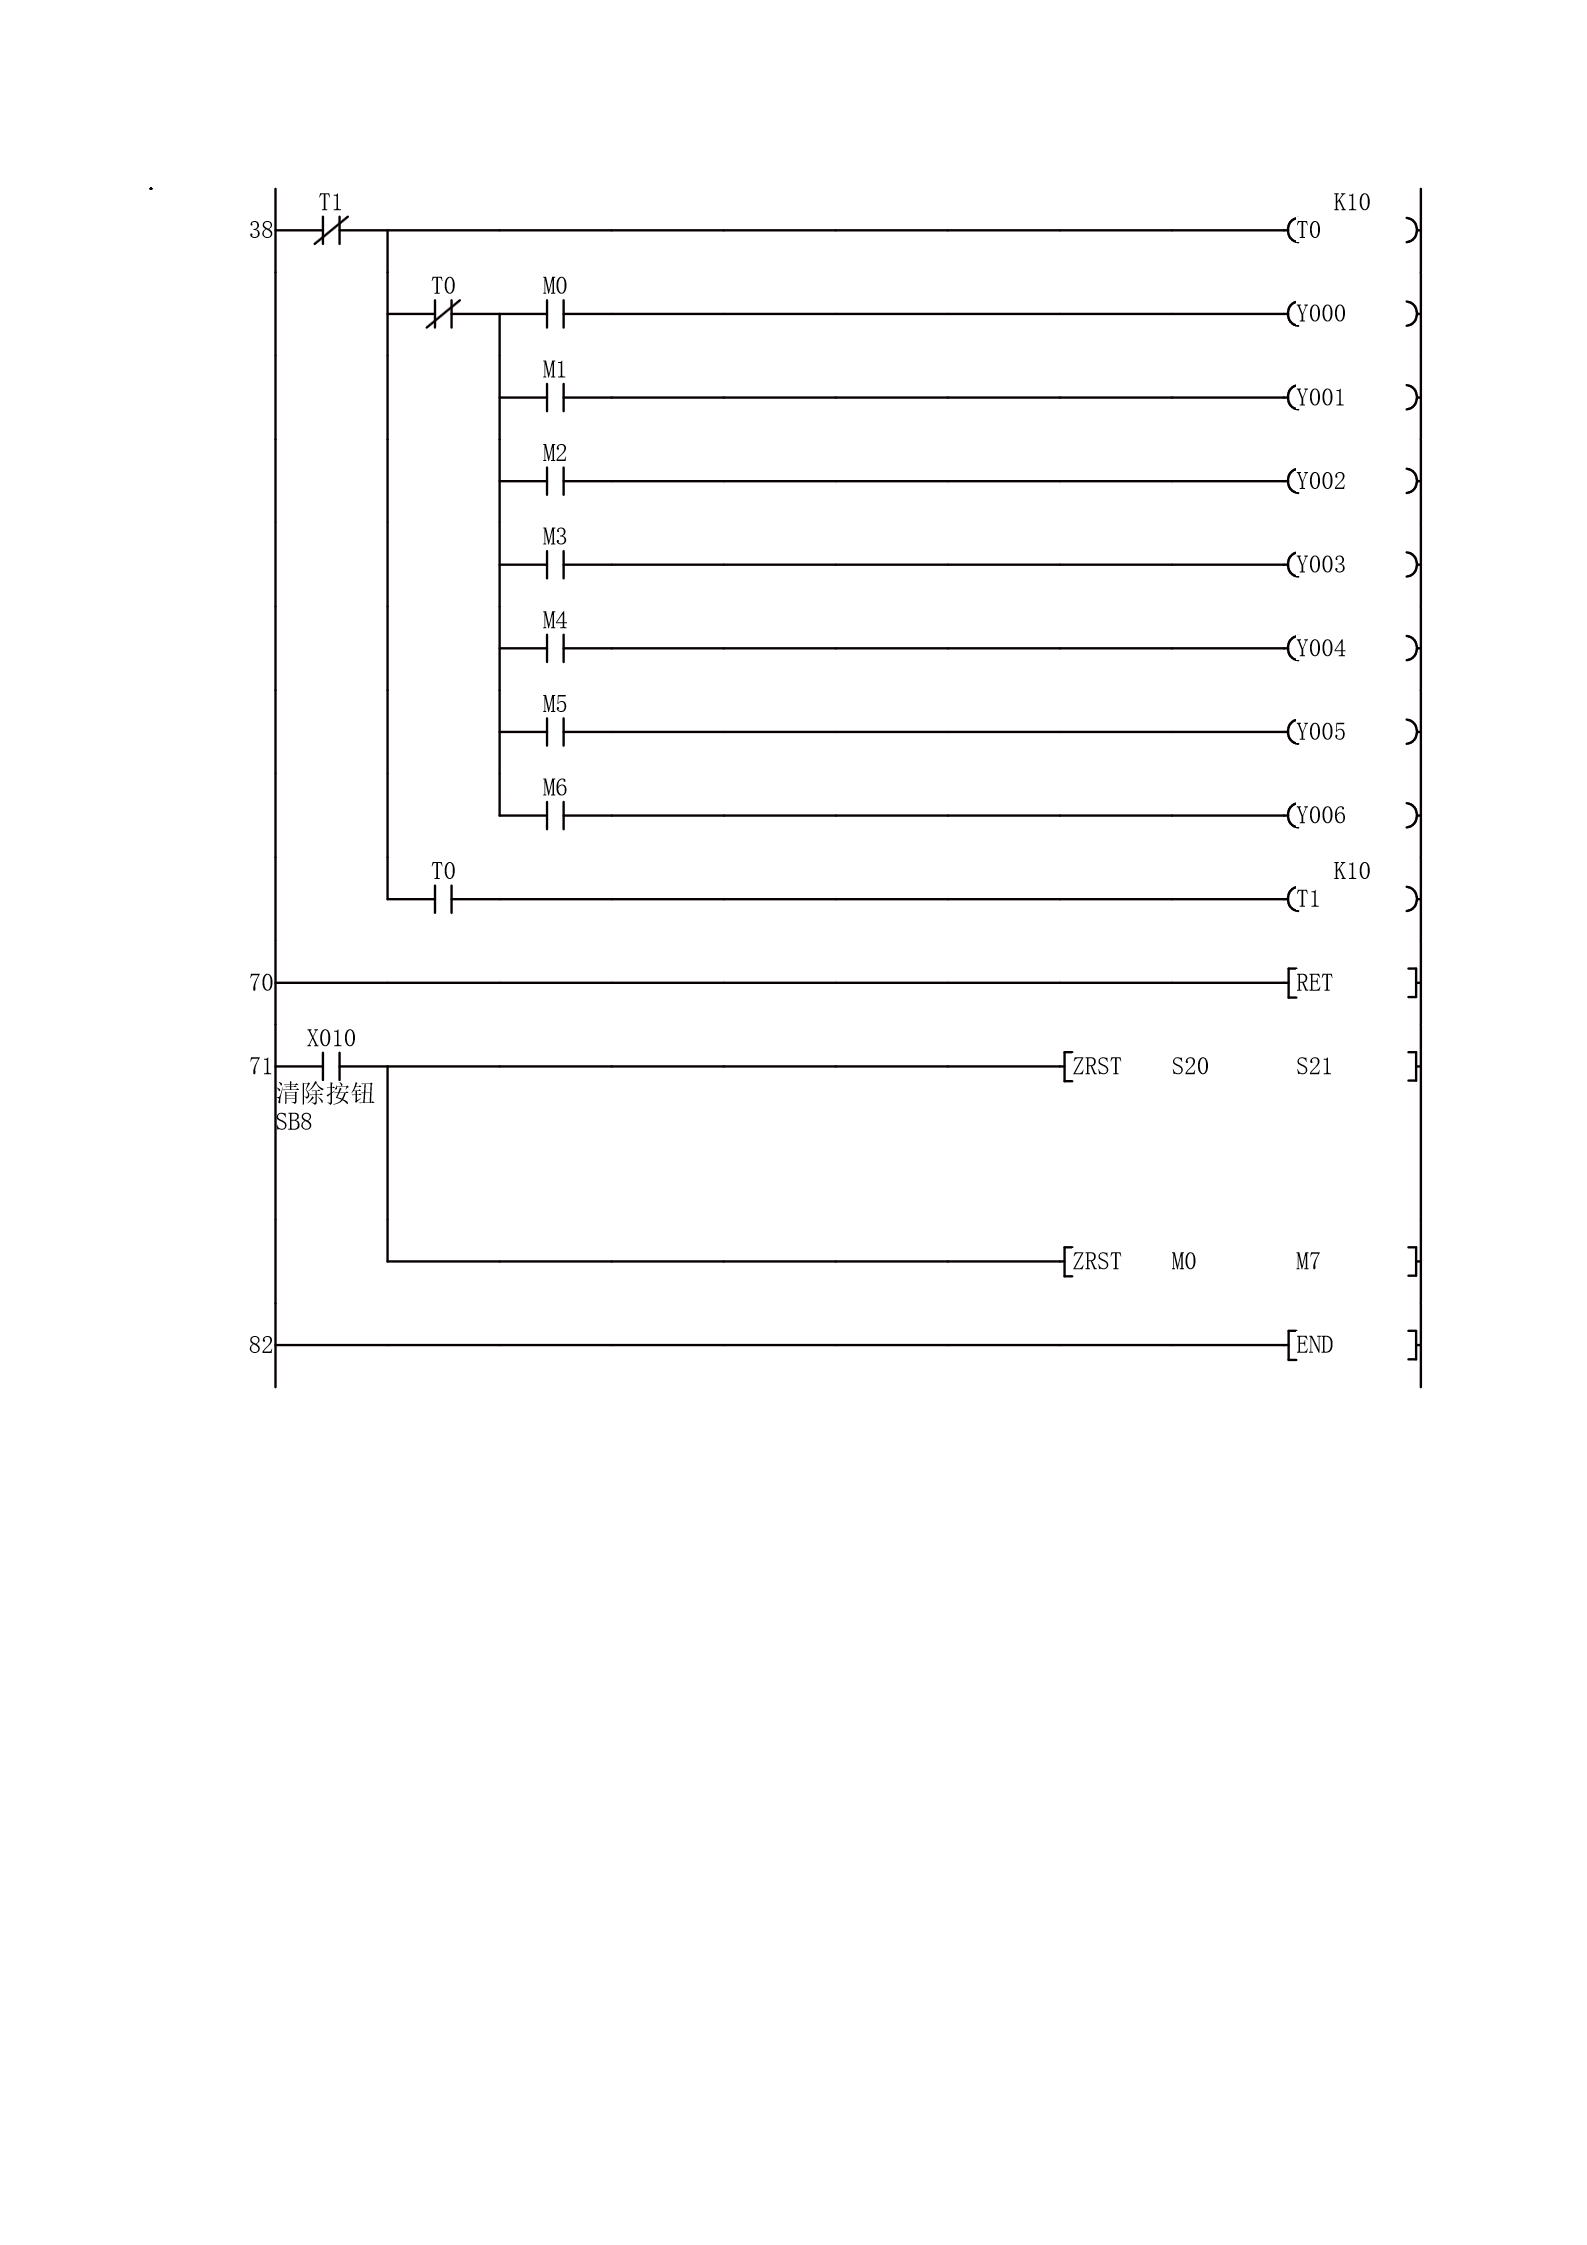 T1 K10
38 T0
T0 M0
Y000
M1
Y001
M2
Y002
M3
Y003
M4
Y004
M5
Y005
M6
Y006
T0 K10
T1
70 RET
X010
71 ZRST S20 S21
清除按钮
SB8
ZRST M0 M7
82 END